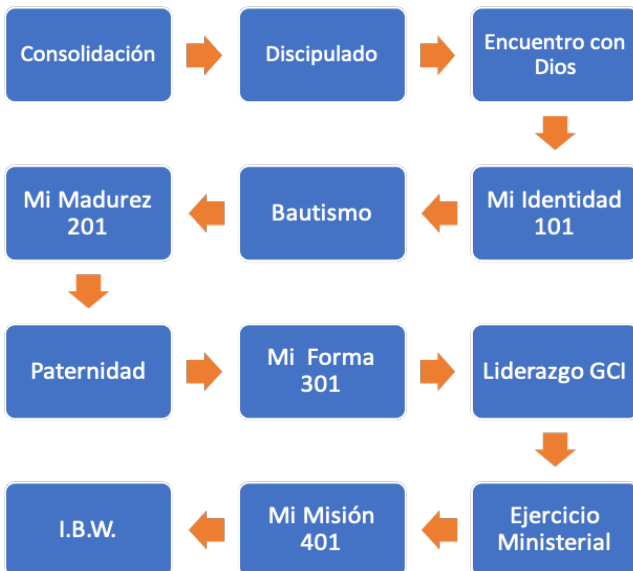 Consolidación
Discipulado
Encuentro con
Dios
Mi Identidad
101
Bautismo
Mi Madurez
201
Paternidad
Mi Forma
301
Liderazgo GCI
Ejercicio
Ministerial
Mi Misión
401
I.B.W.